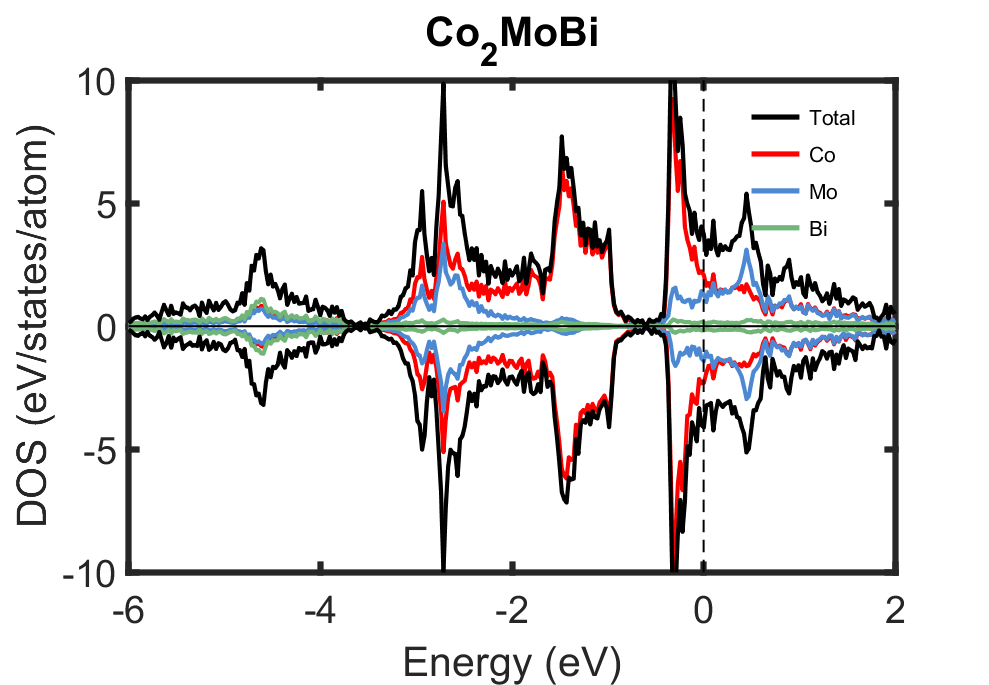 Co₂MoBi
10
5
0
-5
-10
DOS (eV/states/atom)
Total
Co
Mo
Bi
-6 -4 -2 0 2
Energy (eV)